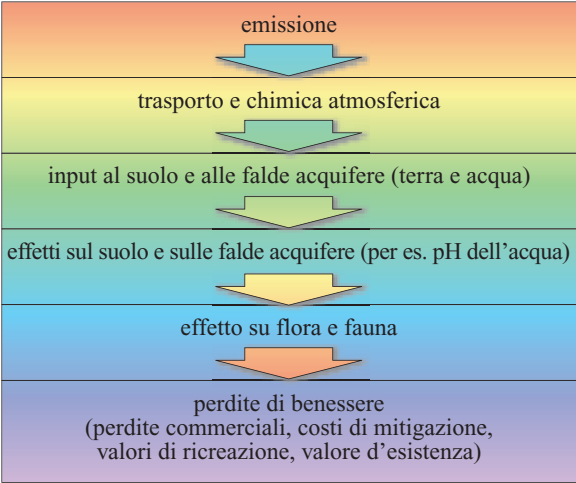 emissione
trasporto e chimica atmosferica
input al suolo e alle falde acquifere (terra e acqua)
effetti sul suolo e sulle falde acquifere (per es. pH dell’acqua)
effetto su flora e fauna
perdite di benessere
(perdite commerciali, costi di mitigazione,
valori di ricreazione, valore d’esistenza)